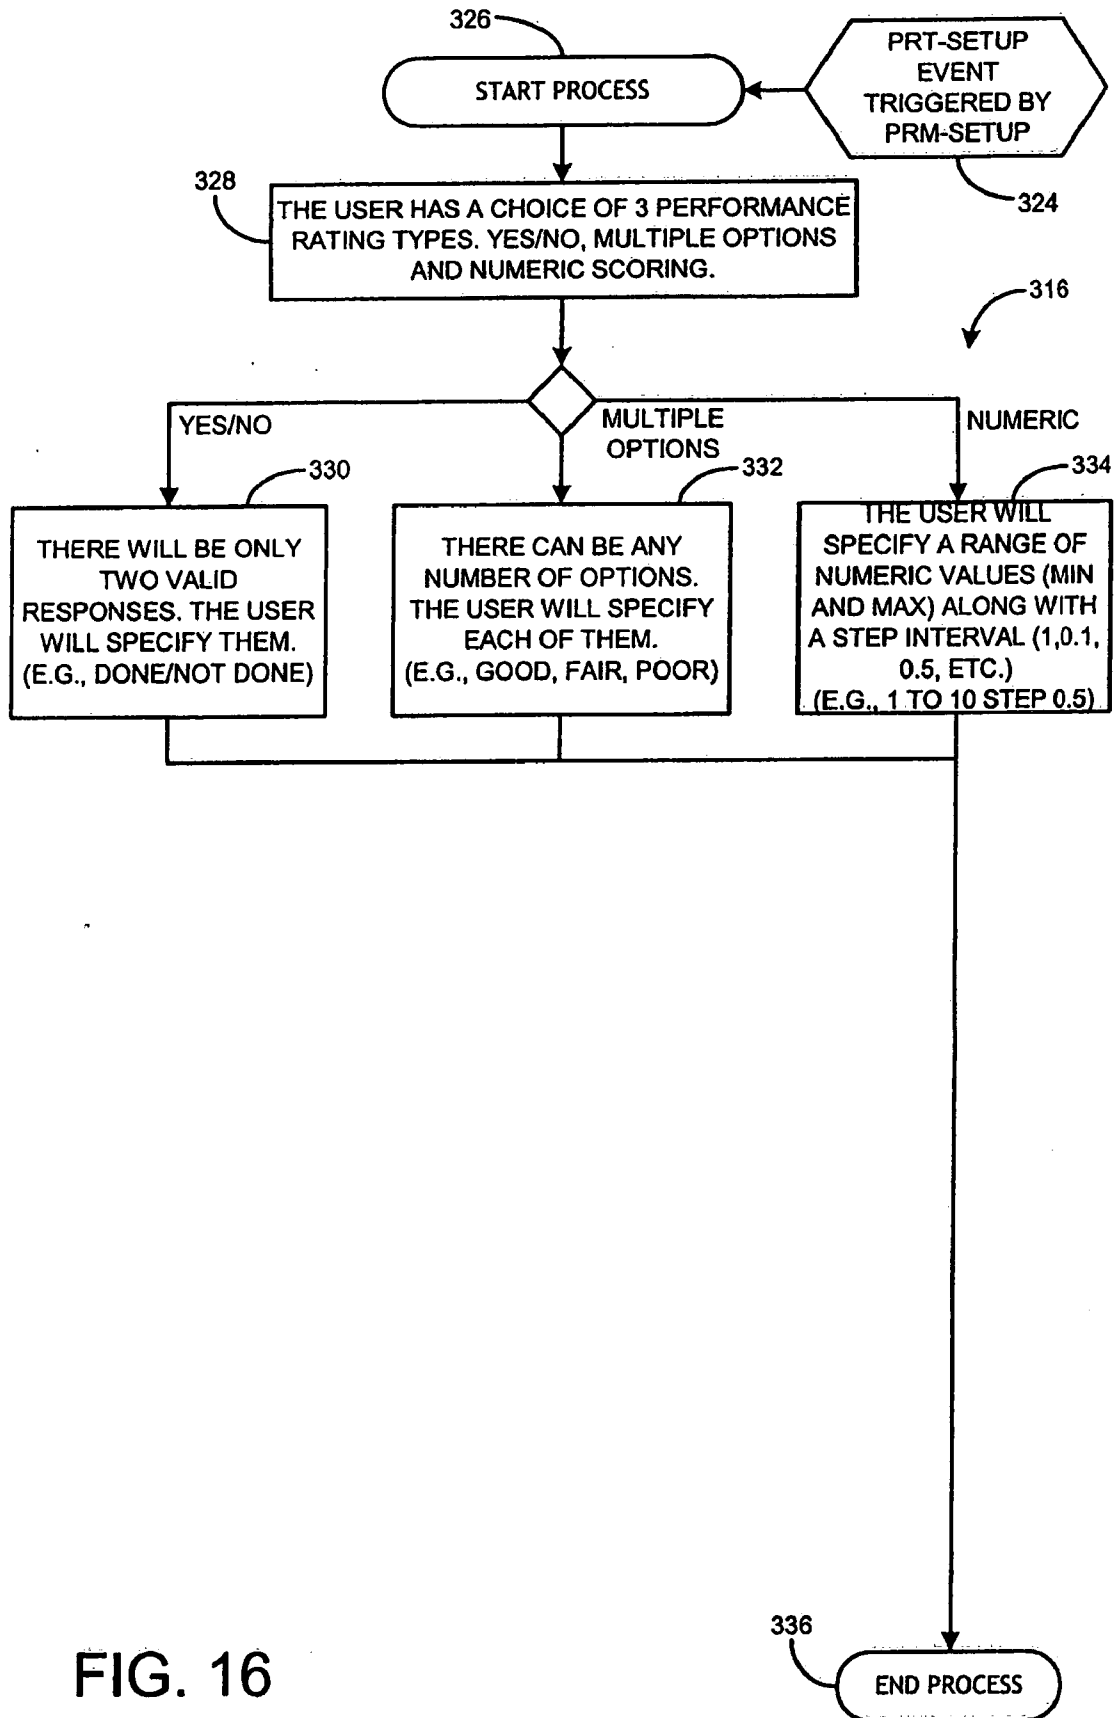 326
START PROCESS
PRT-SETUP
EVENT
TRIGGERED BY
PRM-SETUP
324
328
THE USER HAS A CHOICE OF 3 PERFORMANCE
RATING TYPES. YES/NO, MULTIPLE OPTIONS
AND NUMERIC SCORING.
316
YES/NO
MULTIPLE
OPTIONS
NUMERIC
330
THERE WILL BE ONLY
TWO VALID
RESPONSES. THE USER
WILL SPECIFY THEM.
(E.G., DONE/NOT DONE)
332
THERE CAN BE ANY
NUMBER OF OPTIONS.
THE USER WILL SPECIFY
EACH OF THEM.
(E.G., GOOD, FAIR, POOR)
334
THE USER WILL
SPECIFY A RANGE OF
NUMERIC VALUES (MIN
AND MAX) ALONG WITH
A STEP INTERVAL (1,0.1,
0.5, ETC.)
(E.G., 1 TO 10 STEP 0.5)
336
END PROCESS
FIG. 16